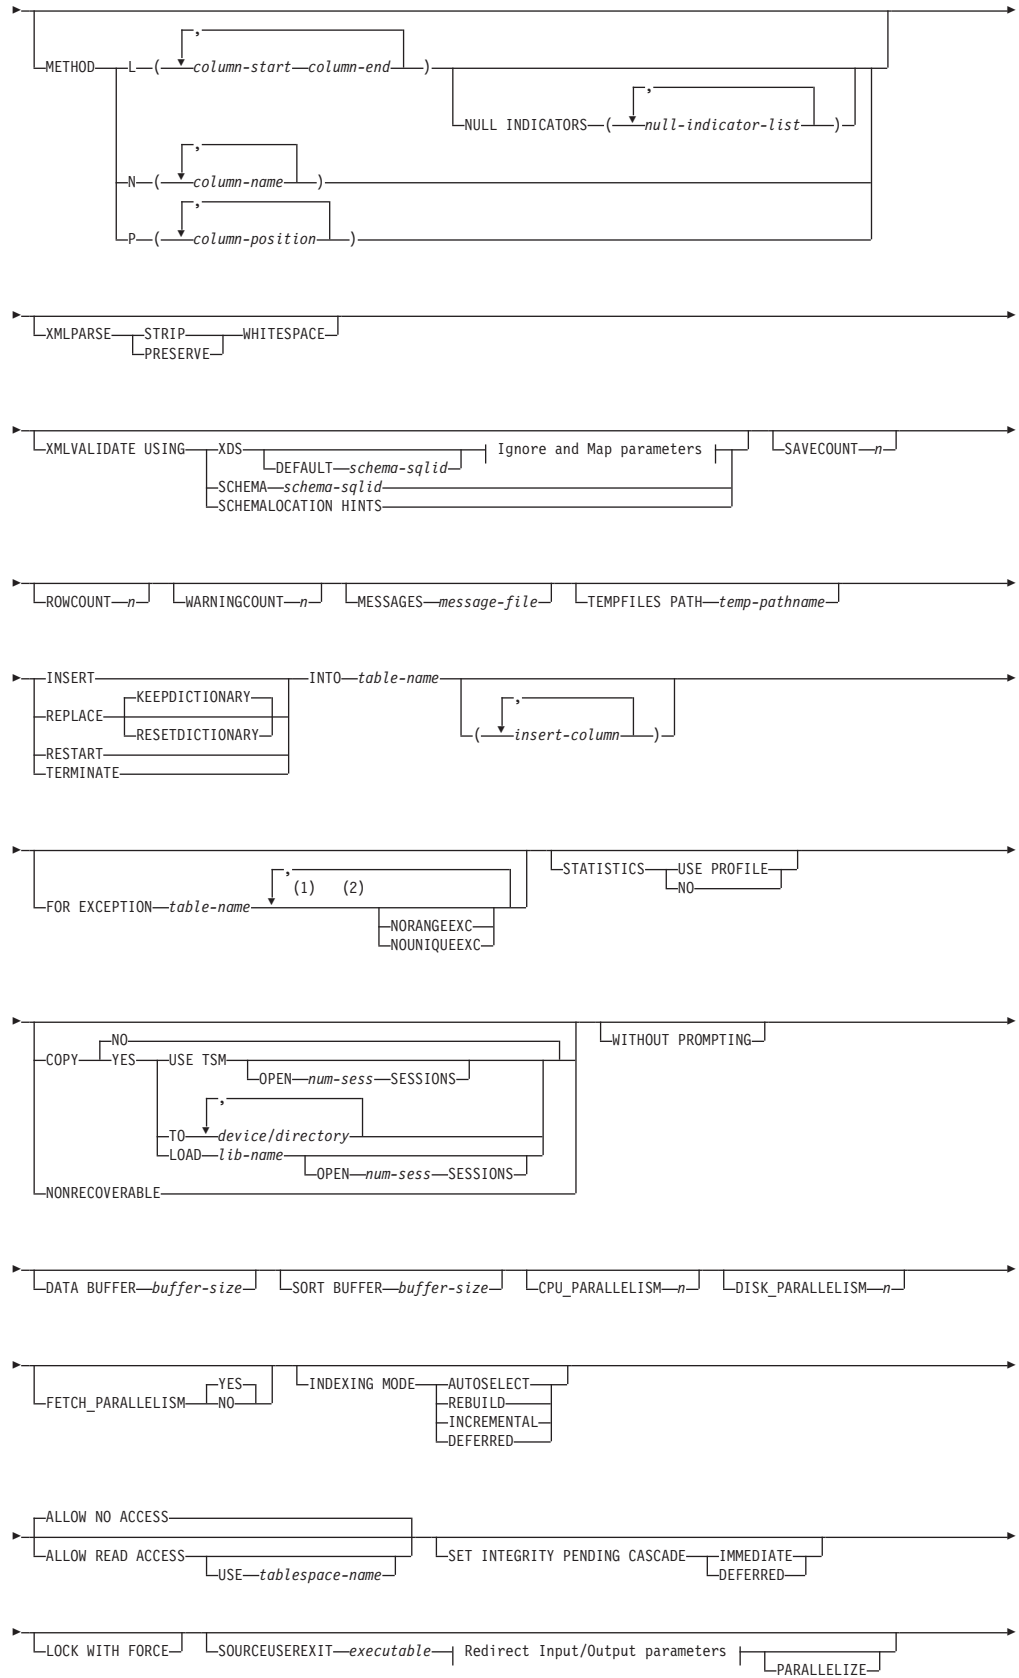 ,
METHOD L ( column-start column-end )
,
NULL INDICATORS ( null-indicator-list )
,
N ( column-name )
,
P ( column-position )
XMLPARSE STRIP WHITESPACE
PRESERVE
XMLVALIDATE USING XDS Ignore and Map parameters SAVECOUNT n
DEFAULT schema-sqlid
SCHEMA schema-sqlid
SCHEMALOCATION HINTS
ROWCOUNT n WARNINGCOUNT n MESSAGES message-file TEMPFILES PATH temp-pathname
INSERT INTO table-name
KEEPDICTIONARY ,
REPLACE ( insert-column )
RESETDICTIONARY
RESTART
TERMINATE
, STATISTICS USE PROFILE
(1) (2) NO
FOR EXCEPTION table-name
NORANGEEXC
NOUNIQUEEXC
NO WITHOUT PROMPTING
COPY YES USE TSM
OPEN num-sess SESSIONS
,
TO device/directory
LOAD lib-name
OPEN num-sess SESSIONS
NONRECOVERABLE
DATA BUFFER buffer-size SORT BUFFER buffer-size CPU_PARALLELISM n DISK_PARALLELISM n
YES INDEXING MODE AUTOSELECT
FETCH_PARALLELISM NO REBUILD
INCREMENTAL
DEFERRED
ALLOW NO ACCESS
ALLOW READ ACCESS SET INTEGRITY PENDING CASCADE IMMEDIATE
USE tablespace-name DEFERRED
LOCK WITH FORCE SOURCEUSEREXIT executable Redirect Input/Output parameters
PARALLELIZE